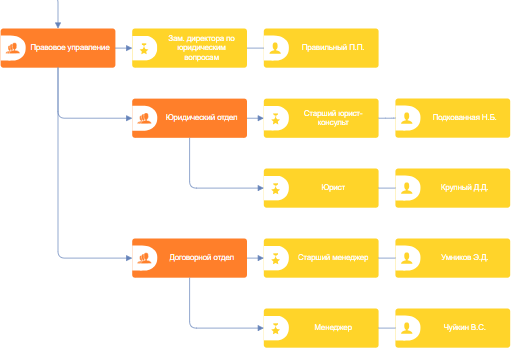 Правовое управление
Зам. директора по
юридическим
вопросам
Правильный П.П.
Юридический отдел
Старший юрист-
консульт
Подкованная Н.Б.
Юрист
Крупный Д.Д.
Договорной отдел
Старший менеджер
Умников Э.Д.
Менеджер
Чуйкин В.С.